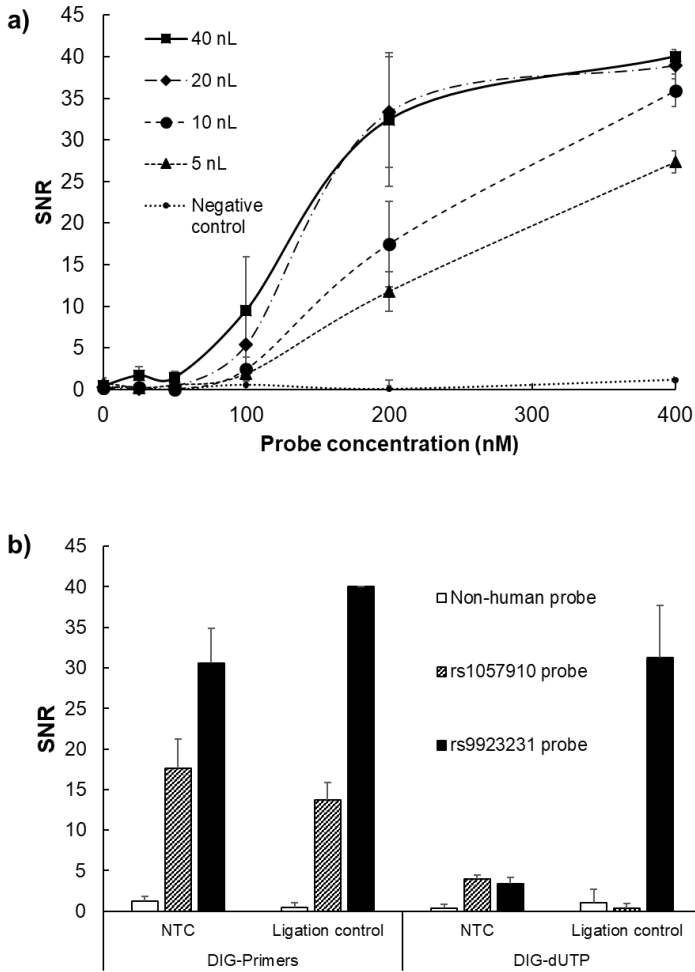 a)
45
40
35
30
25
20
15
10
5
0
SNR
40 nL
20 nL
10 nL
5 nL
Negative
control
0
100
200
300
400
Probe concentration (nM)
b)
45
40
35
30
25
20
15
10
5
0
SNR
Non-human probe
rs1057910 probe
rs9923231 probe
NTC
Ligation control
NTC
Ligation control
DIG-Primers
DIG-dUTP